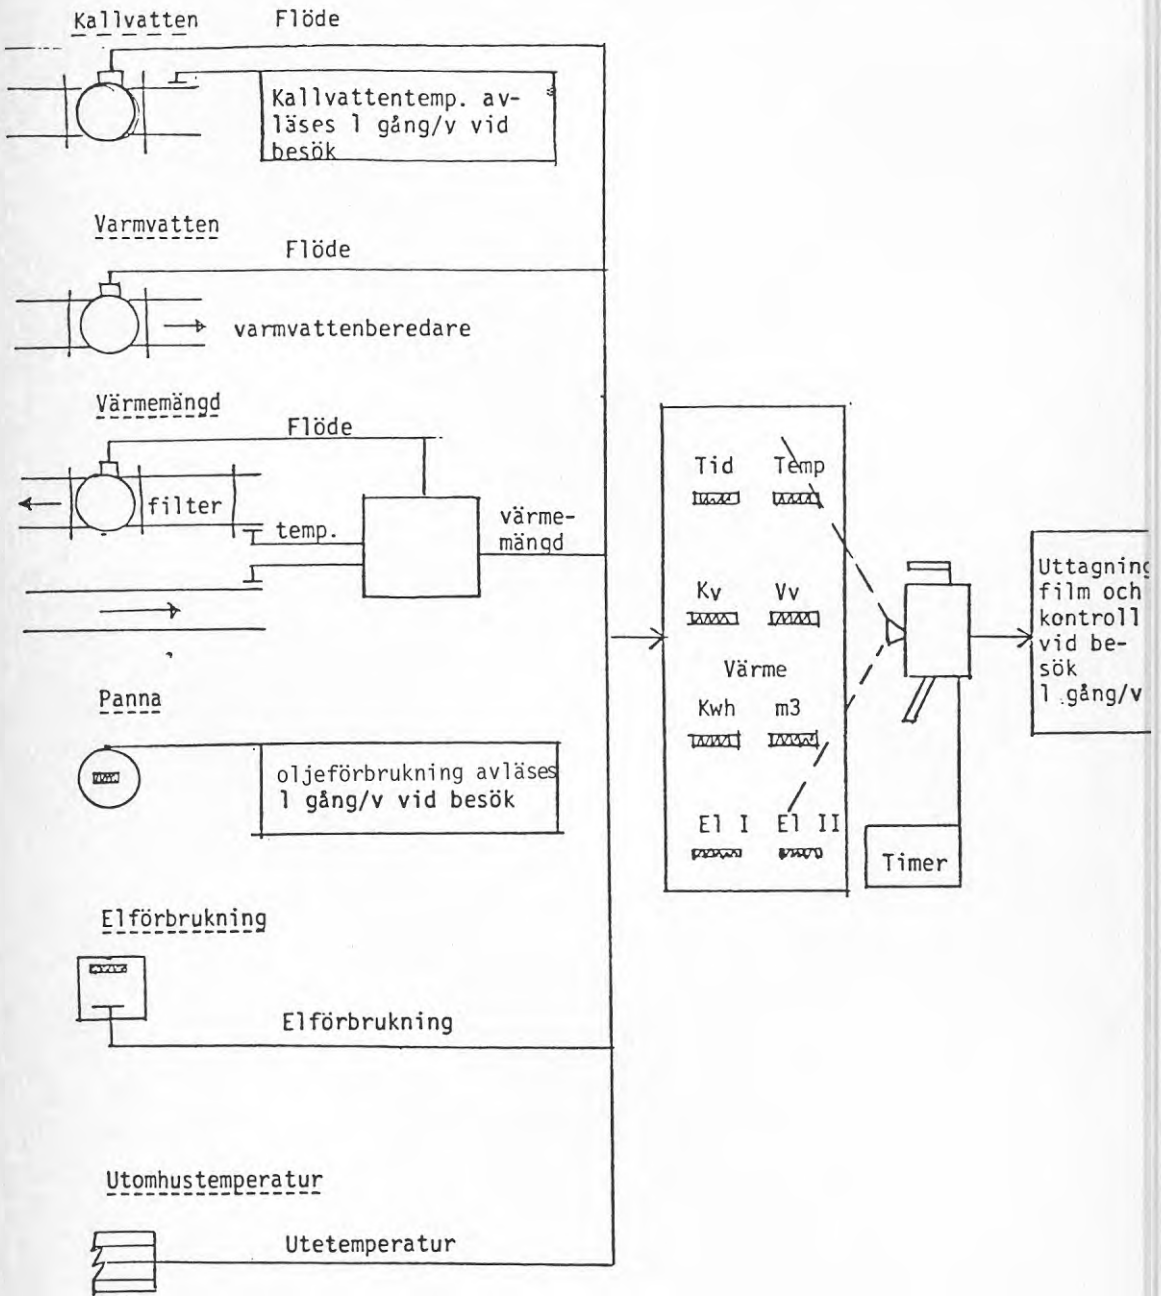 Kallvatten Flöde
Kallvattentemp. av-
läses 1 gång/v vid
besök
Varmvatten
Flöde
varmvattenberedare
Värmemängd
Flöde
filter
temp.
värme-
mängd
Panna
oljeförbrukning avläses
1 gång/v vid besök
Elförbrukning
Elförbrukning
Utomhustemperatur
Utetemperatur
Tid Temp
Kv Vv
Värme
Kwh m3
El I El II
Timer
Uttagning
film och
kontroll
vid be-
sök
1 gång/v